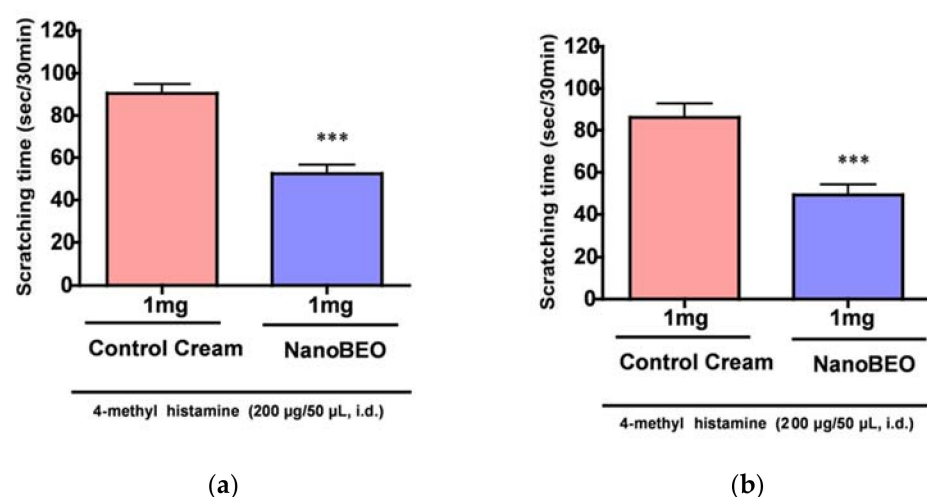 Scratching time (sec/30min)
120
100
80
60
40
20
0
***
1mg
1mg
Control Cream
NanoBEO
4-methyl histamine (200 µg/50 µL, i.d.)
(a)
Scratching time (sec/30min)
120
100
80
60
40
20
0
***
1mg
1mg
Control Cream
NanoBEO
4-methyl histamine (200 µg/50 µL, i.d.)
(b)